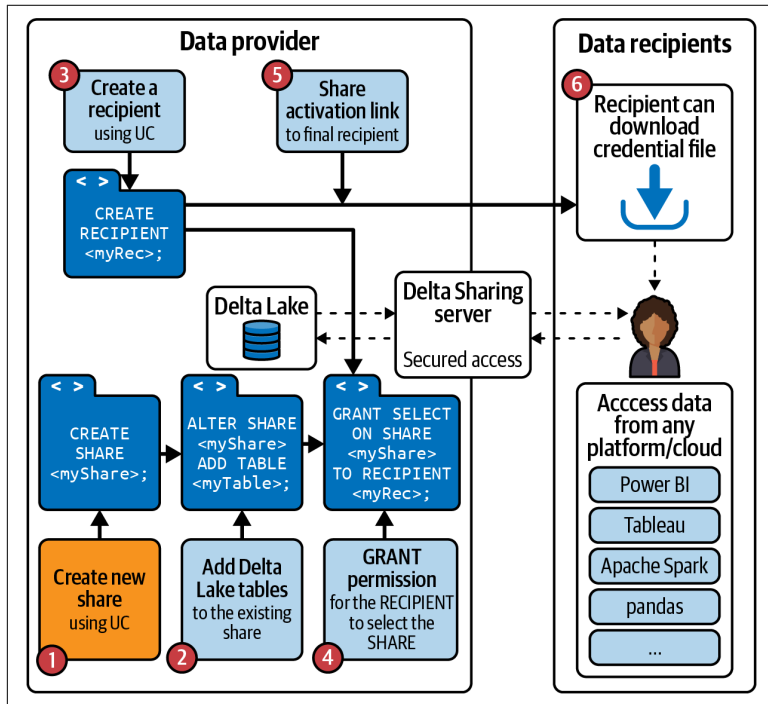 Data provider
3
Create a
recipient
using UC
5
Share
activation link
to final recipient
< >
CREATE
RECIPIENT
<myRec>;
Delta Lake
Delta Sharing
server
Secured access
< >
CREATE
SHARE
<myShare>;
< >
ALTER SHARE
<myShare>
ADD TABLE
<myTable>;
< >
GRANT SELECT
ON SHARE
<myShare>
TO RECIPIENT
<myRec>;
Create new
share
using UC
1
Add Delta
Lake tables
to the existing
share
2
GRANT
permission
for the RECIPIENT
to select the
SHARE
4
Data recipients
6
Recipient can
download
credential file
Acccess data
from any
platform/cloud
Power BI
Tableau
Apache Spark
pandas
...